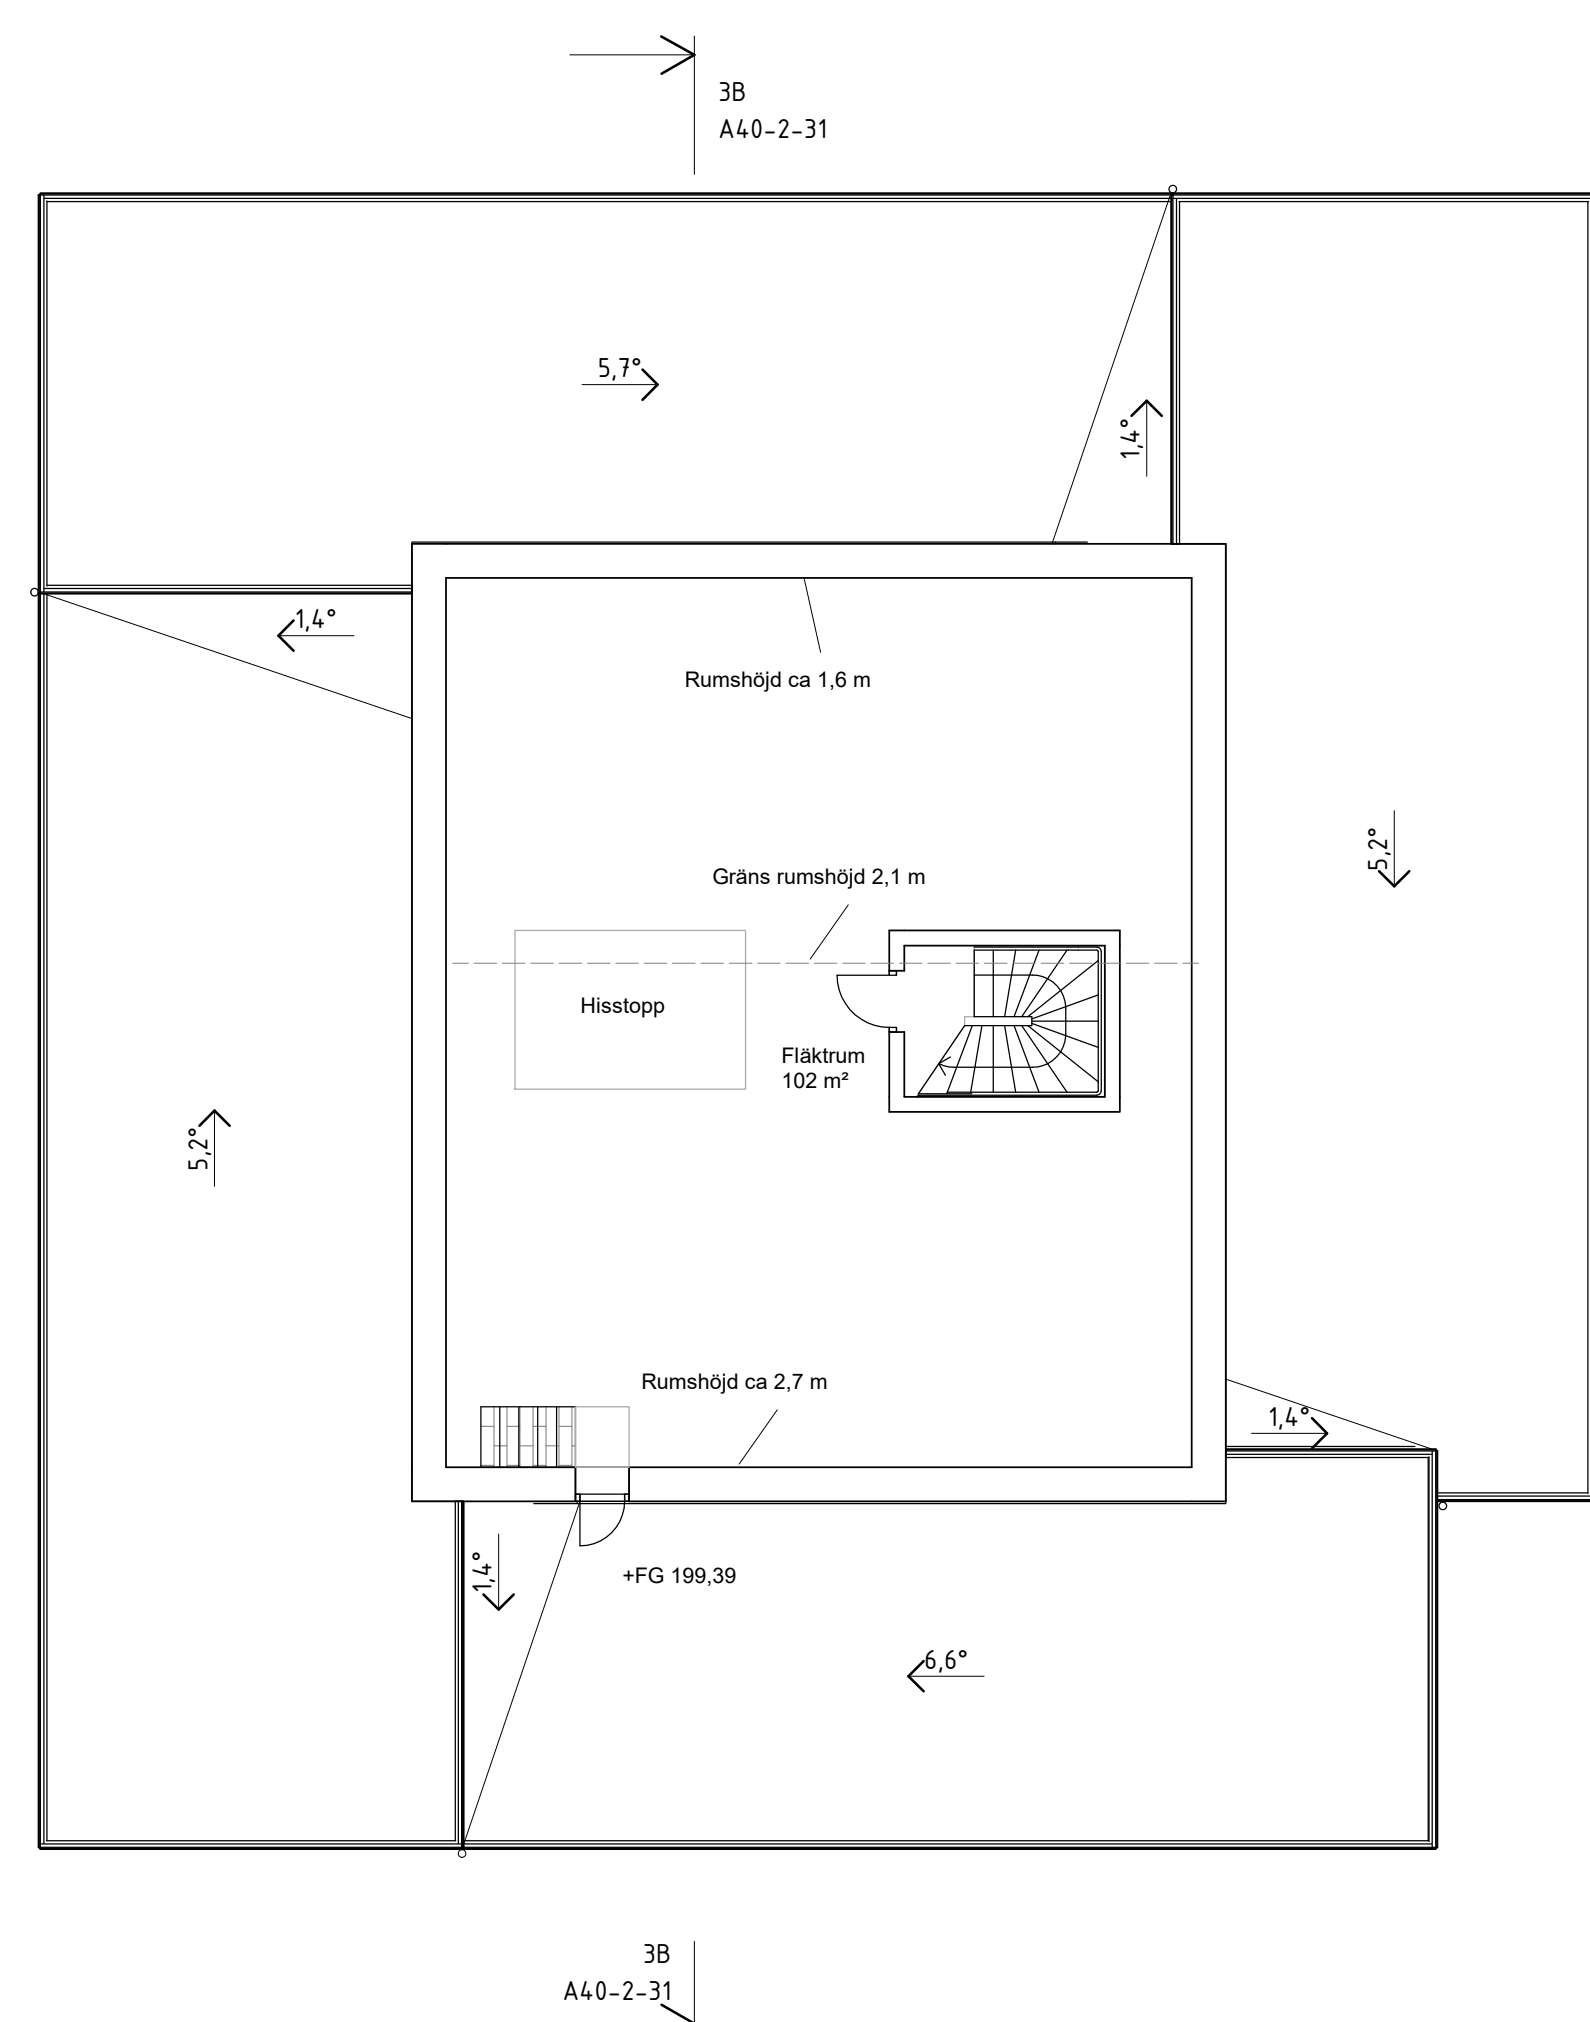 3B
A40-2-31
5,7°
1,4°
1,4°
Rumshöjd ca 1,6 m
5,2°
Gräns rumshöjd 2,1 m
Hisstopp
Fläktrum
102 m²
5,2°
Rumshöjd ca 2,7 m
1,4°
1,4°
+FG 199,39
6,6°
3B
A40-2-31